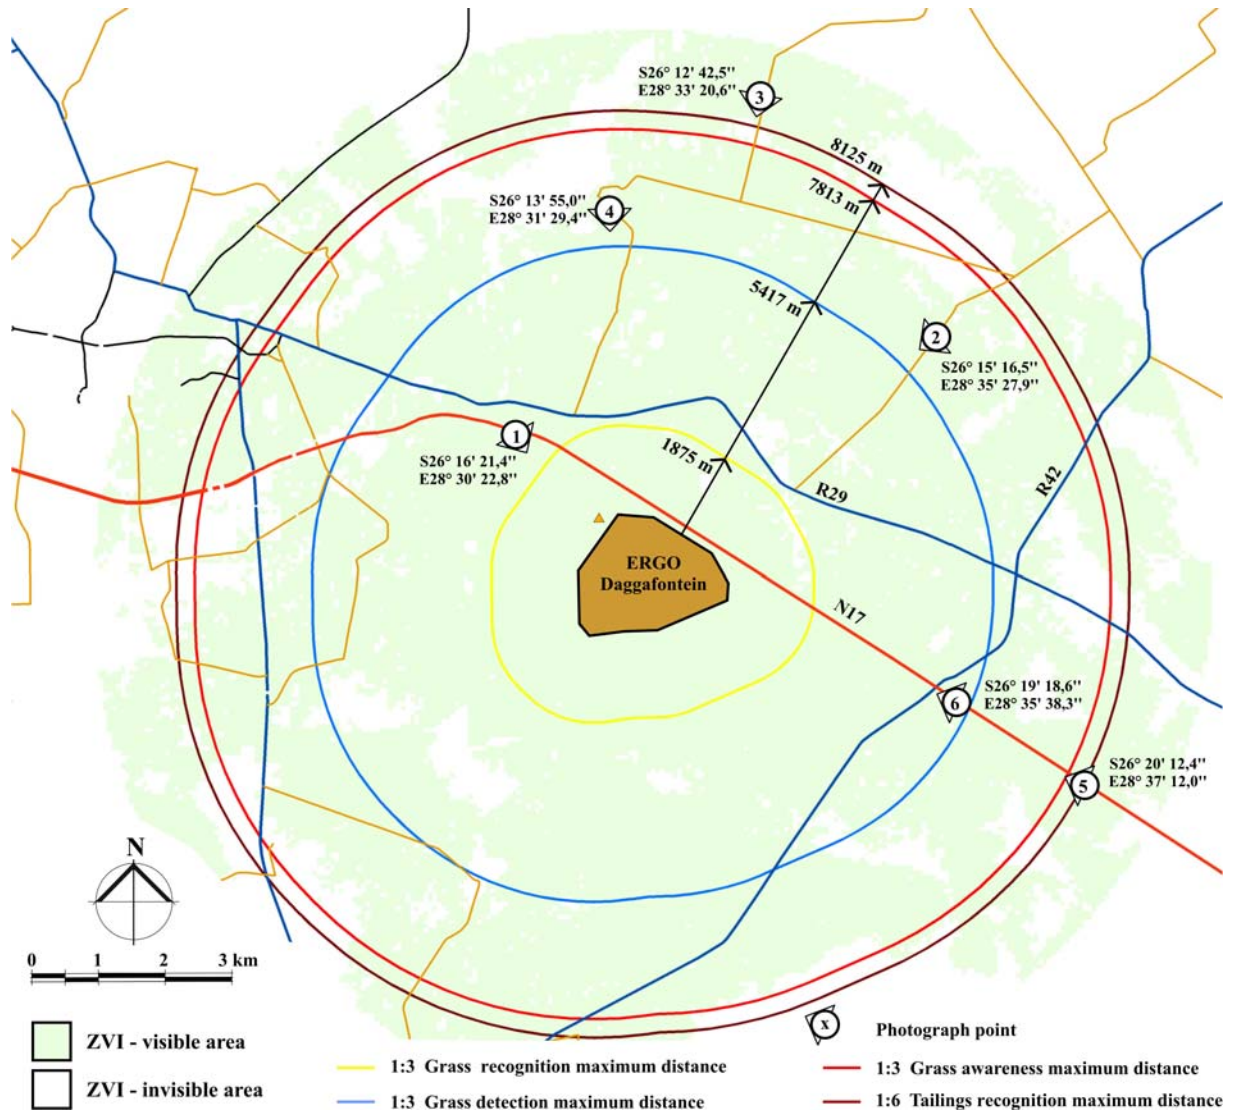 S26° 12' 42,5"
E28° 33' 20,6"
3
8125 m
7813 m
S26° 13' 55,0"
E28° 31' 29,4"
4
5417 m
2
S26° 15' 16,5"
E28° 35' 27,9"
1
S26° 16' 21,4"
E28° 30' 22,8"
1875 m
R29
R42
ERGO
Daggafontein
N17
S26° 19' 18,6"
E28° 35' 38,3"
6
S26° 20' 12,4"
E28° 37' 12,0"
5
N
0 1 2 3 km
ZVI - visible area
ZVI - invisible area
1:3 Grass recognition maximum distance
1:3 Grass detection maximum distance
x
Photograph point
1:3 Grass awareness maximum distance
1:6 Tailings recognition maximum distance